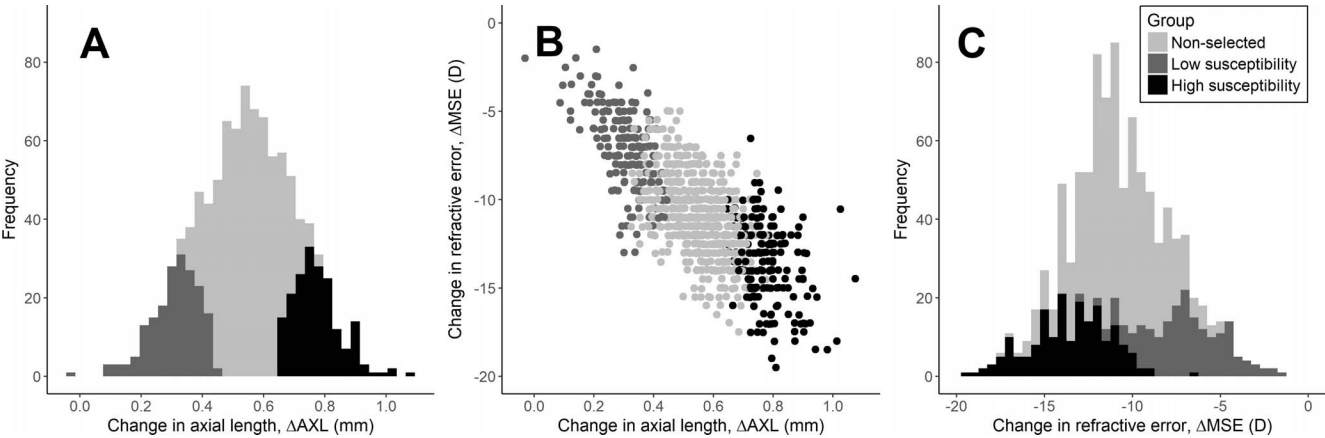 A
Frequency
80
60
40
20
0
0.0 0.2 0.4 0.6 0.8 1.0
Change in axial length, ΔAXL (mm)
B
Change in refractive error, ΔMSE (D)
0
-5
-10
-15
-20
0.0 0.2 0.4 0.6 0.8 1.0
Change in axial length, ΔAXL (mm)
C
Group
Non-selected
Low susceptibility
High susceptibility
Frequency
80
60
40
20
0
-20 -15 -10 -5 0
Change in refractive error, ΔMSE (D)